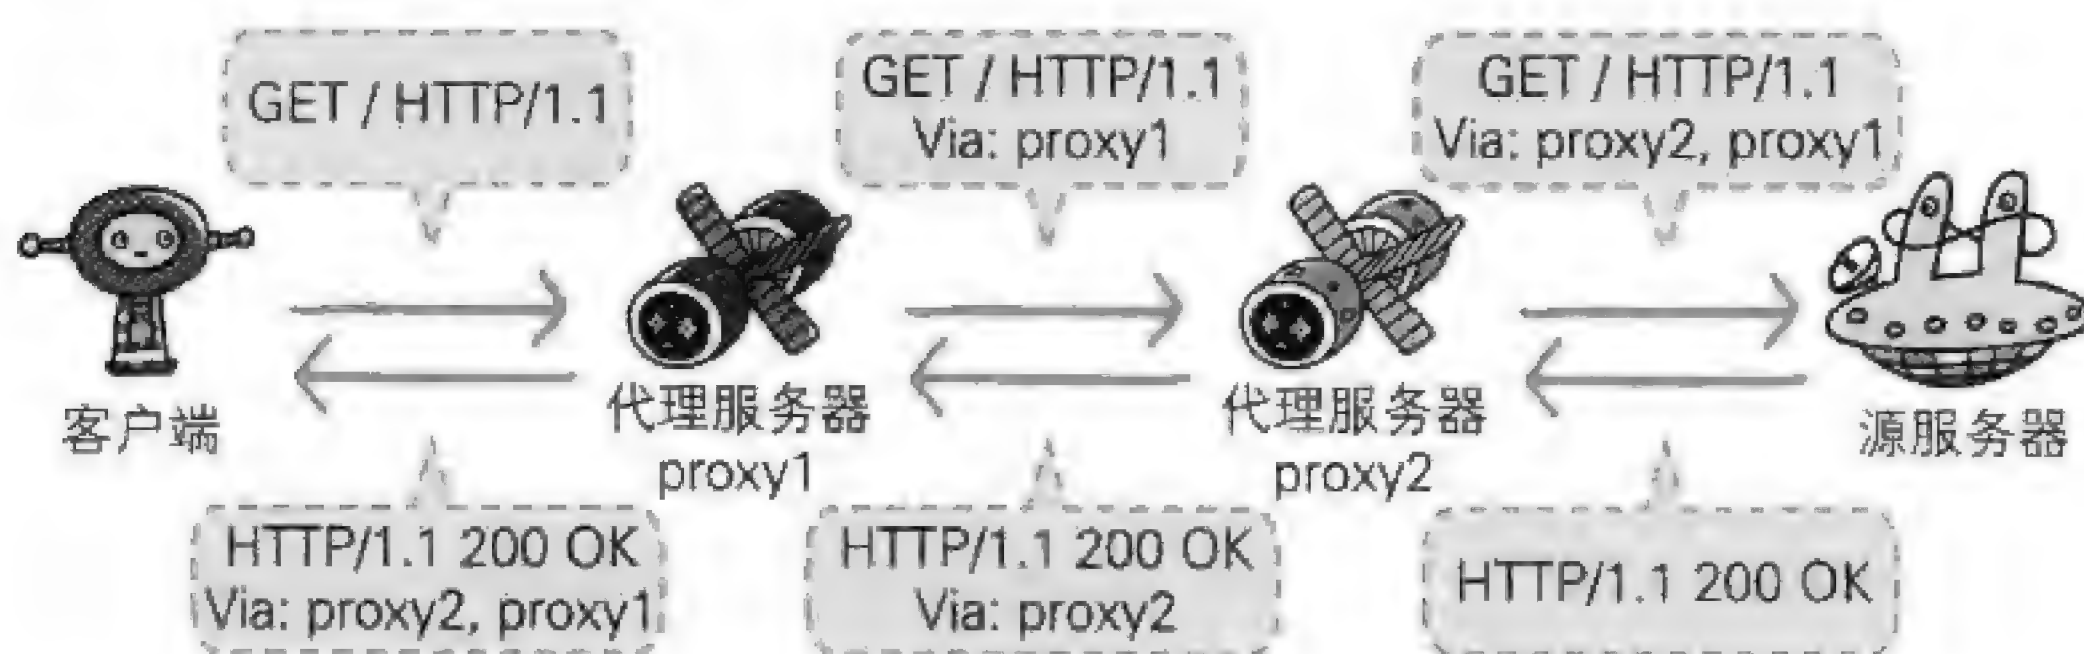 GET / HTTP/1.1
GET / HTTP/1.1
Via: proxy1
GET / HTTP/1.1
Via: proxy2, proxy1
客户端
代理服务器
proxy1
代理服务器
proxy2
源服务器
HTTP/1.1 200 OK
Via: proxy2, proxy1
HTTP/1.1 200 OK
Via: proxy2
HTTP/1.1 200 OK